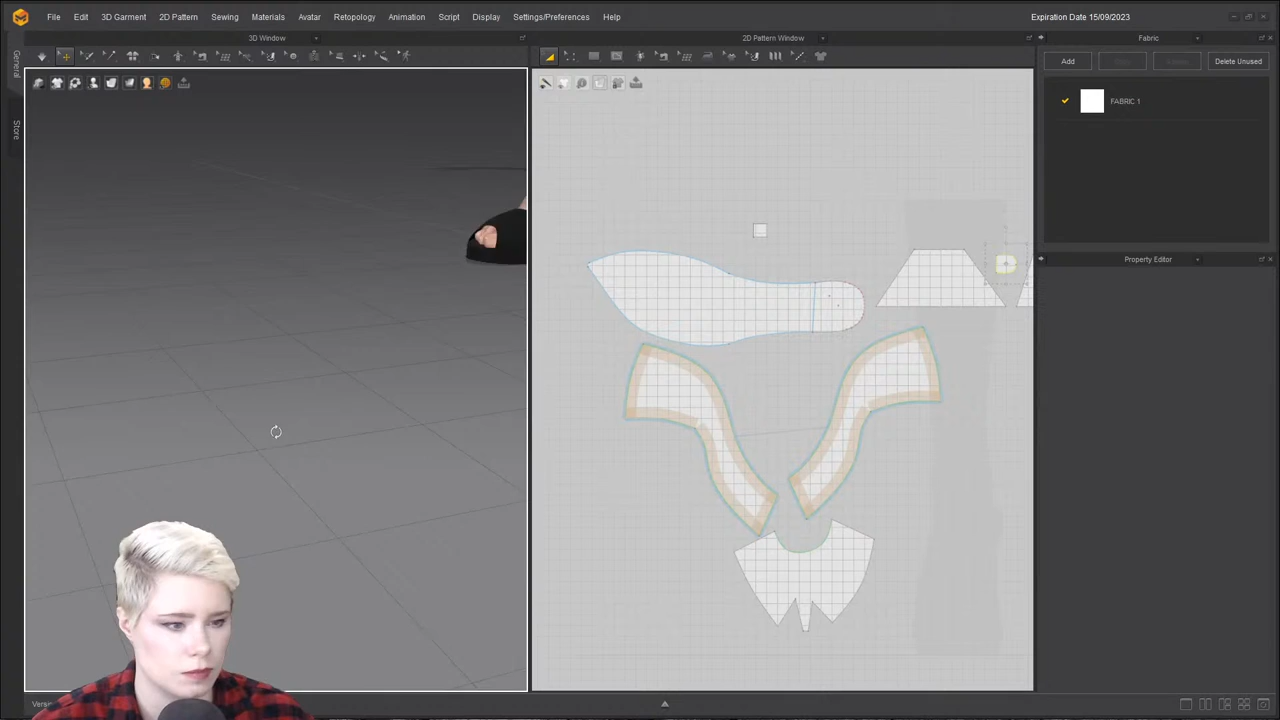 File Edit 3D Garment 2D Pattern Sewing Materials Avatar Retopology Animation Script Display Settings/Preferences Help Expiration Date 15/09/2023
3D Window 2D Pattern Window Fabric
General
Store
Add Delete Unused
FABRIC 1
Property Editor